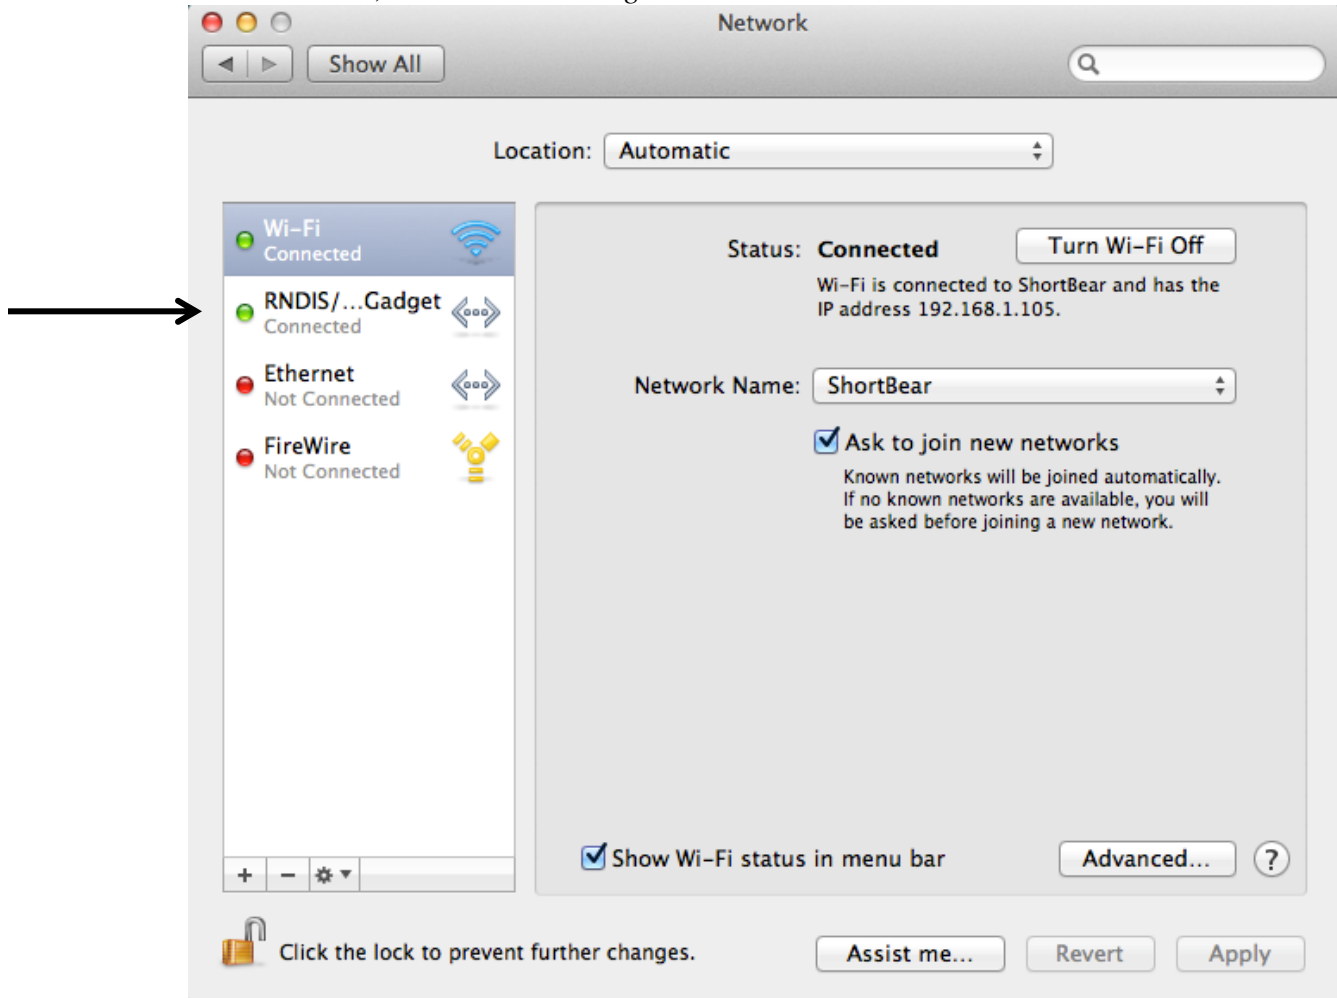 Network
Show All
Location: Automatic
Wi-Fi
Connected
RNDIS/...Gadget
Connected
Ethernet
Not Connected
FireWire
Not Connected
Status: Connected
Turn Wi-Fi Off
Wi-Fi is connected to ShortBear and has the
IP address 192.168.1.105.
Network Name: ShortBear
Ask to join new networks
Known networks will be joined automatically.
If no known networks are available, you will
be asked before joining a new network.
Show Wi-Fi status in menu bar
Advanced...
?
Click the lock to prevent further changes.
Assist me...
Revert
Apply